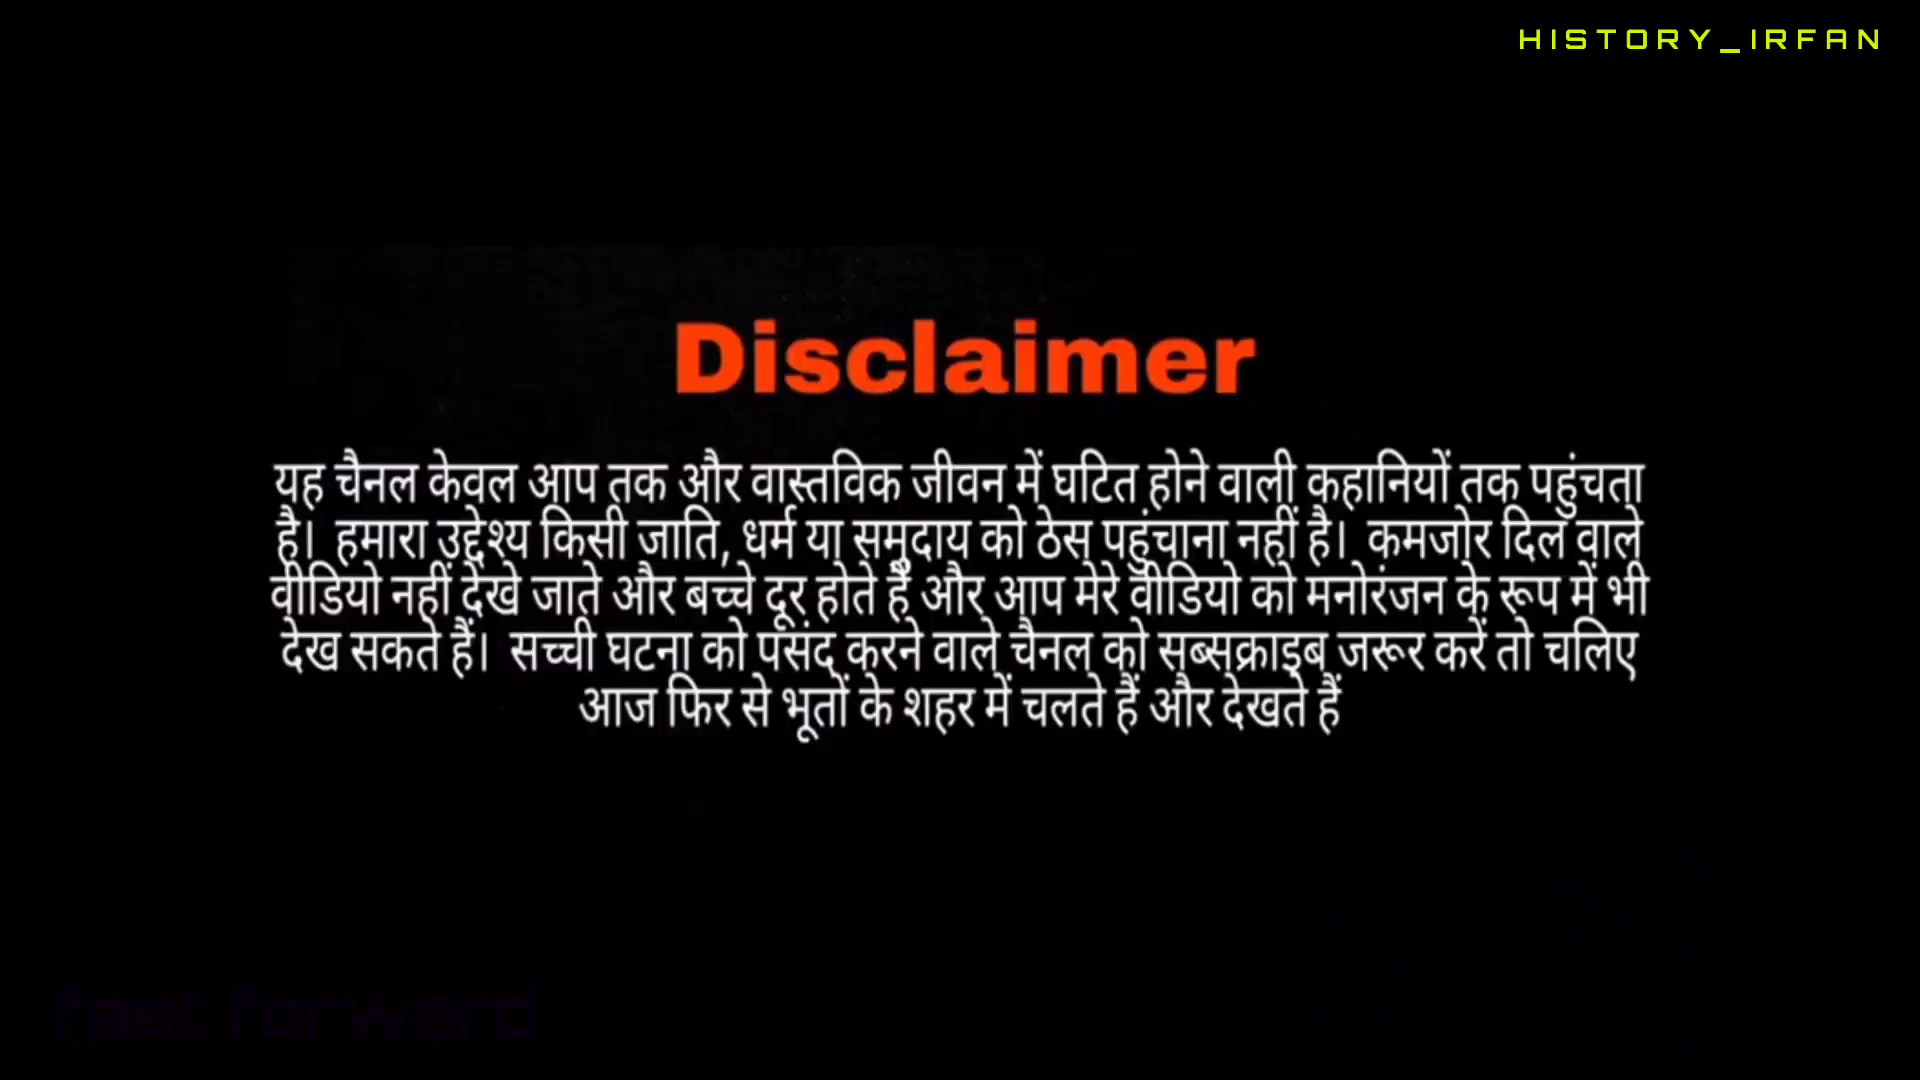 HISTORY_IRFAN
Disclaimer
यह चैनल केवल आप तक और वास्तविक जीवन में घटित होने वाली कहानियों तक पहुंचता
है। हमारा उद्देश्य किसी जाति, धर्म या समुदाय को ठेस पहुंचाना नहीं है। कमजोर दिल वाले
वीडियो नहीं देखे जाते और बच्चे दूर होते हैं और आप मेरे वीडियो को मनोरंजन के रूप में भी
देख सकते हैं। सच्ची घटना को पसंद करने वाले चैनल को सब्सक्राइब जरूर करें तो चलिए
आज फिर से भूतों के शहर में चलते हैं और देखते हैं
fast forward